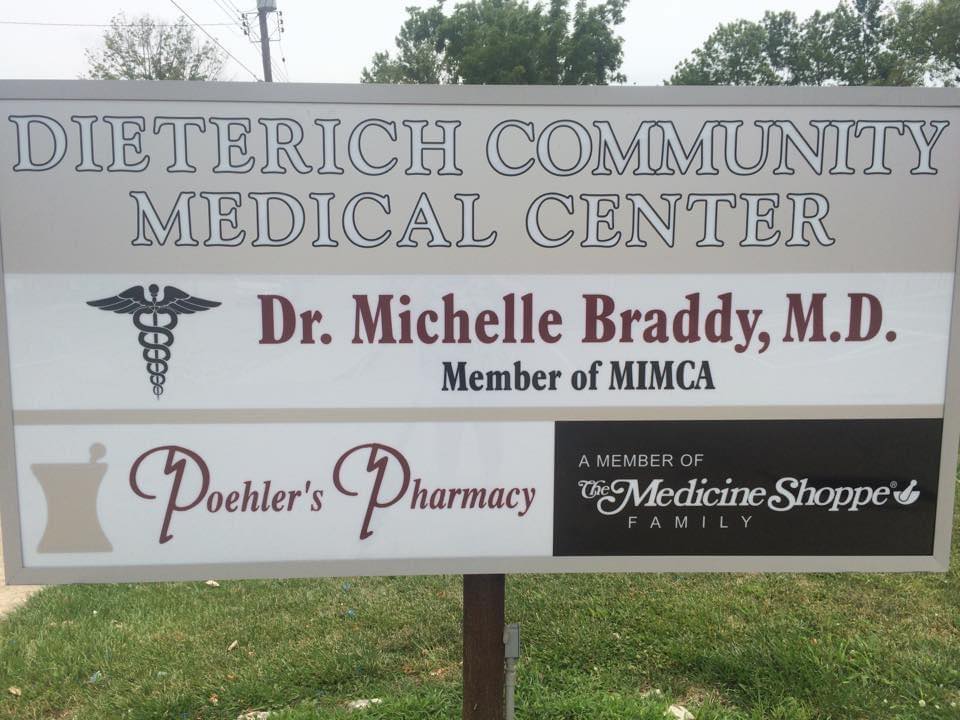 DIETERICH COMMUNITY
MEDICAL CENTER
Dr. Michelle Braddy, M.D.
Member of MIMCA
Poehler's Pharmacy
A MEMBER OF
The Medicine Shoppe®
FAMILY